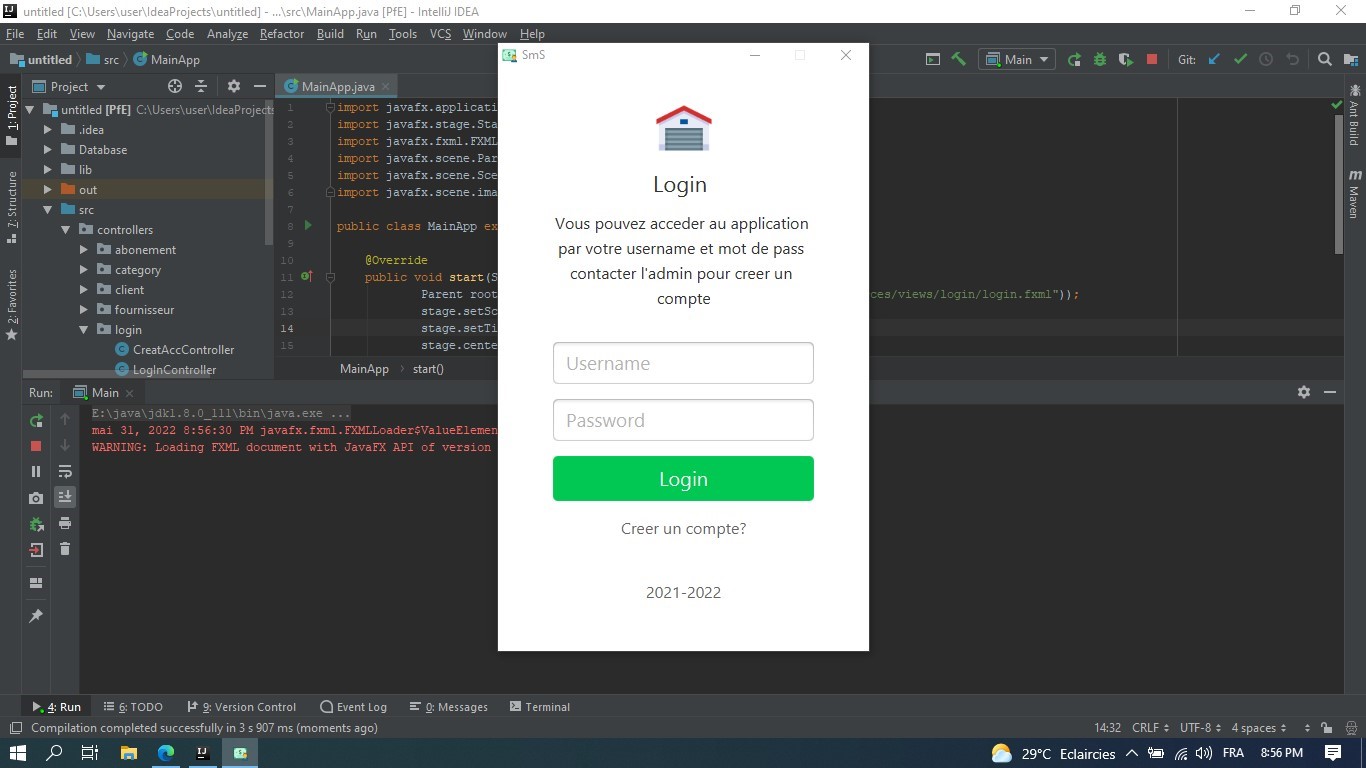 untitled [C:\Users\user\IdeaProjects\untitled] - ...\src\MainApp.java [PfE] - IntelliJ IDEA
File Edit View Navigate Code Analyze Refactor Build Run Tools VCS Window Help
untitled src MainApp
Main Git:
Project
MainApp.java
1: Project
7: Structure
2: Favorites
untitled [PfE] C:\Users\user\IdeaProjects
.idea
Database
lib
out
src
controllers
abonement
category
client
fournisseur
login
CreatAccController
LogInController
1 import javafx.applicati
2 import javafx.stage.Sta
3 import javafx.fxml.FXML
4 import javafx.scene.Par
5 import javafx.scene.Sce
6 import javafx.scene.ima
7
8 public class MainApp ex
9
10 @Override
11 public void start(S
12 Parent root ces/views/login/login.fxml"));
13 stage.setSc
14 stage.setTi
15 stage.cente
MainApp start()
Ant Build
Maven
SmS
Login
Vous pouvez acceder au application
par votre username et mot de pass
contacter l'admin pour creer un
compte
Username
Password
Login
Creer un compte?
2021-2022
Run: Main
E:\java\jdk1.8.0_111\bin\java.exe ...
mai 31, 2022 8:56:30 PM javafx.fxml.FXMLLoader$ValueElemen
WARNING: Loading FXML document with JavaFX API of version
4: Run 6: TODO 9: Version Control Event Log 0: Messages Terminal
Compilation completed successfully in 3 s 907 ms (moments ago)
14:32 CRLF UTF-8 4 spaces
29°C Eclaircies FRA 8:56 PM